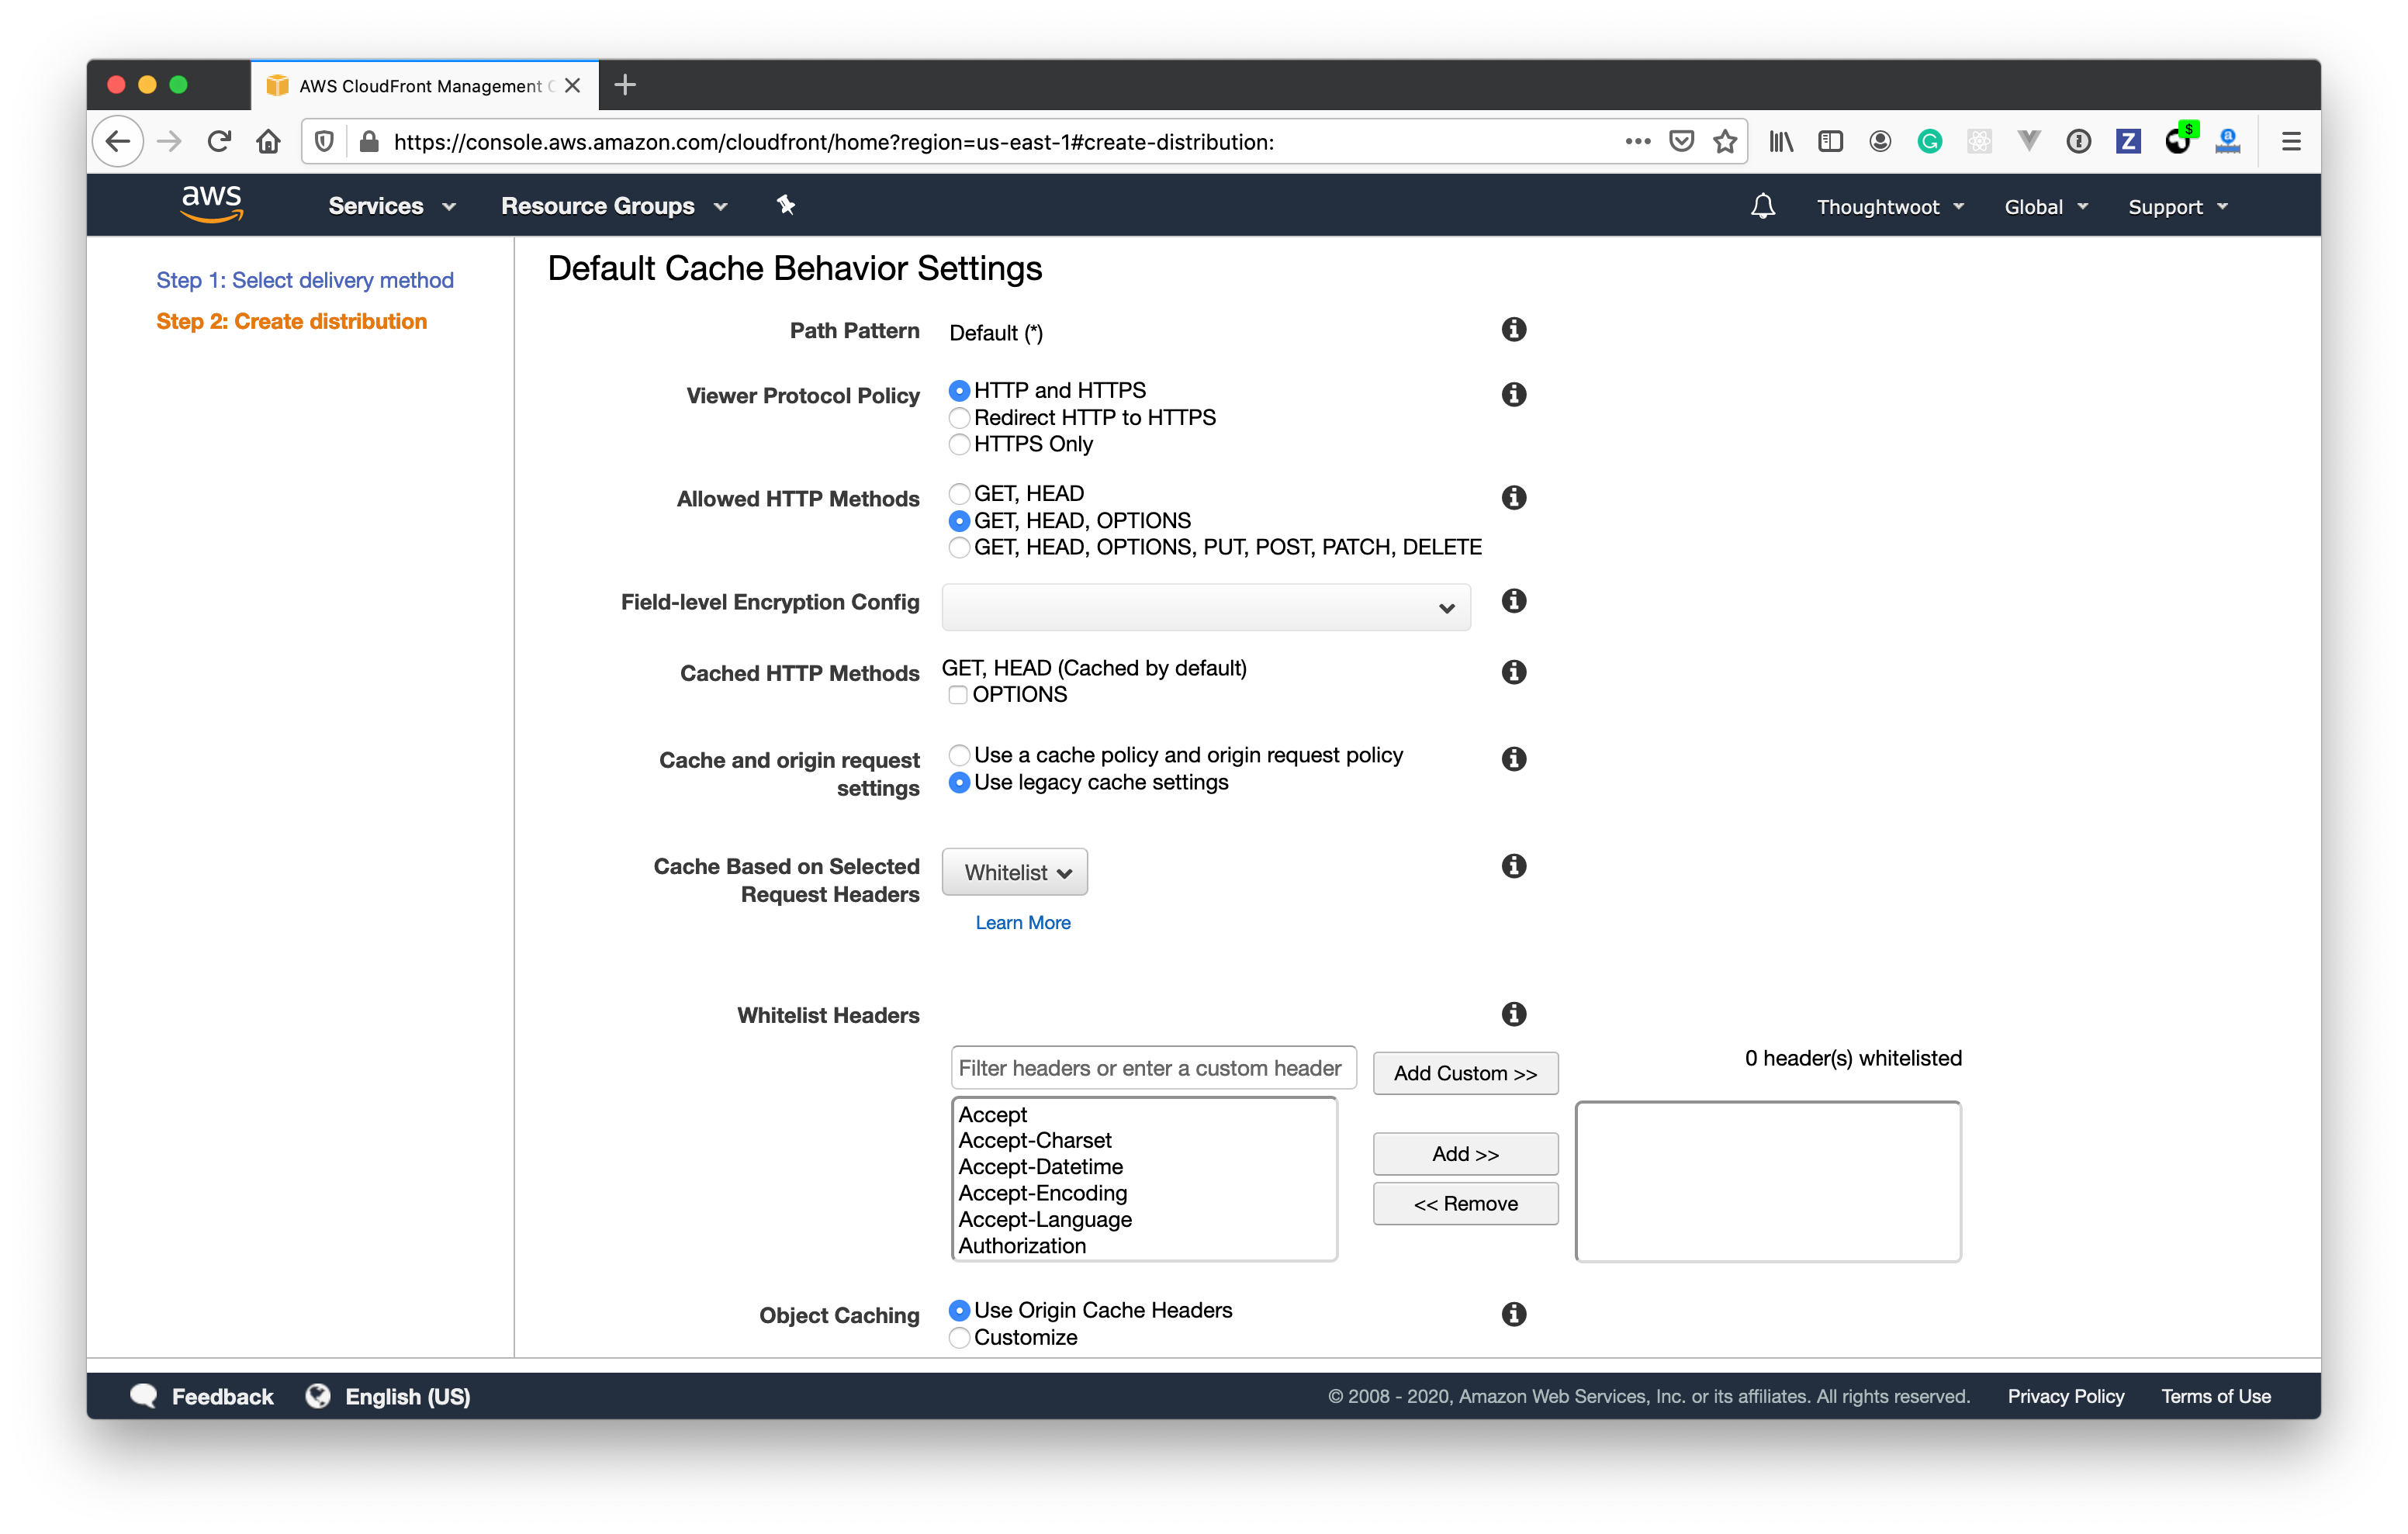 AWS CloudFront Management
https://console.aws.amazon.com/cloudfront/home?region=us-east-1#create-distribution:
aws
Services
Resource Groups
Thoughtwoot
Global
Support
Step 1: Select delivery method
Step 2: Create distribution
Default Cache Behavior Settings
Path Pattern
Default (*)
Viewer Protocol Policy
HTTP and HTTPS
Redirect HTTP to HTTPS
HTTPS Only
Allowed HTTP Methods
GET, HEAD
GET, HEAD, OPTIONS
GET, HEAD, OPTIONS, PUT, POST, PATCH, DELETE
Field-level Encryption Config
Cached HTTP Methods
GET, HEAD (Cached by default)
OPTIONS
Cache and origin request
settings
Use a cache policy and origin request policy
Use legacy cache settings
Cache Based on Selected
Request Headers
Whitelist
Learn More
Whitelist Headers
Filter headers or enter a custom header
Add Custom >>
0 header(s) whitelisted
Accept
Accept-Charset
Accept-Datetime
Accept-Encoding
Accept-Language
Authorization
Add >>
<< Remove
Object Caching
Use Origin Cache Headers
Customize
Feedback
English (US)
© 2008 - 2020, Amazon Web Services, Inc. or its affiliates. All rights reserved.
Privacy Policy
Terms of Use